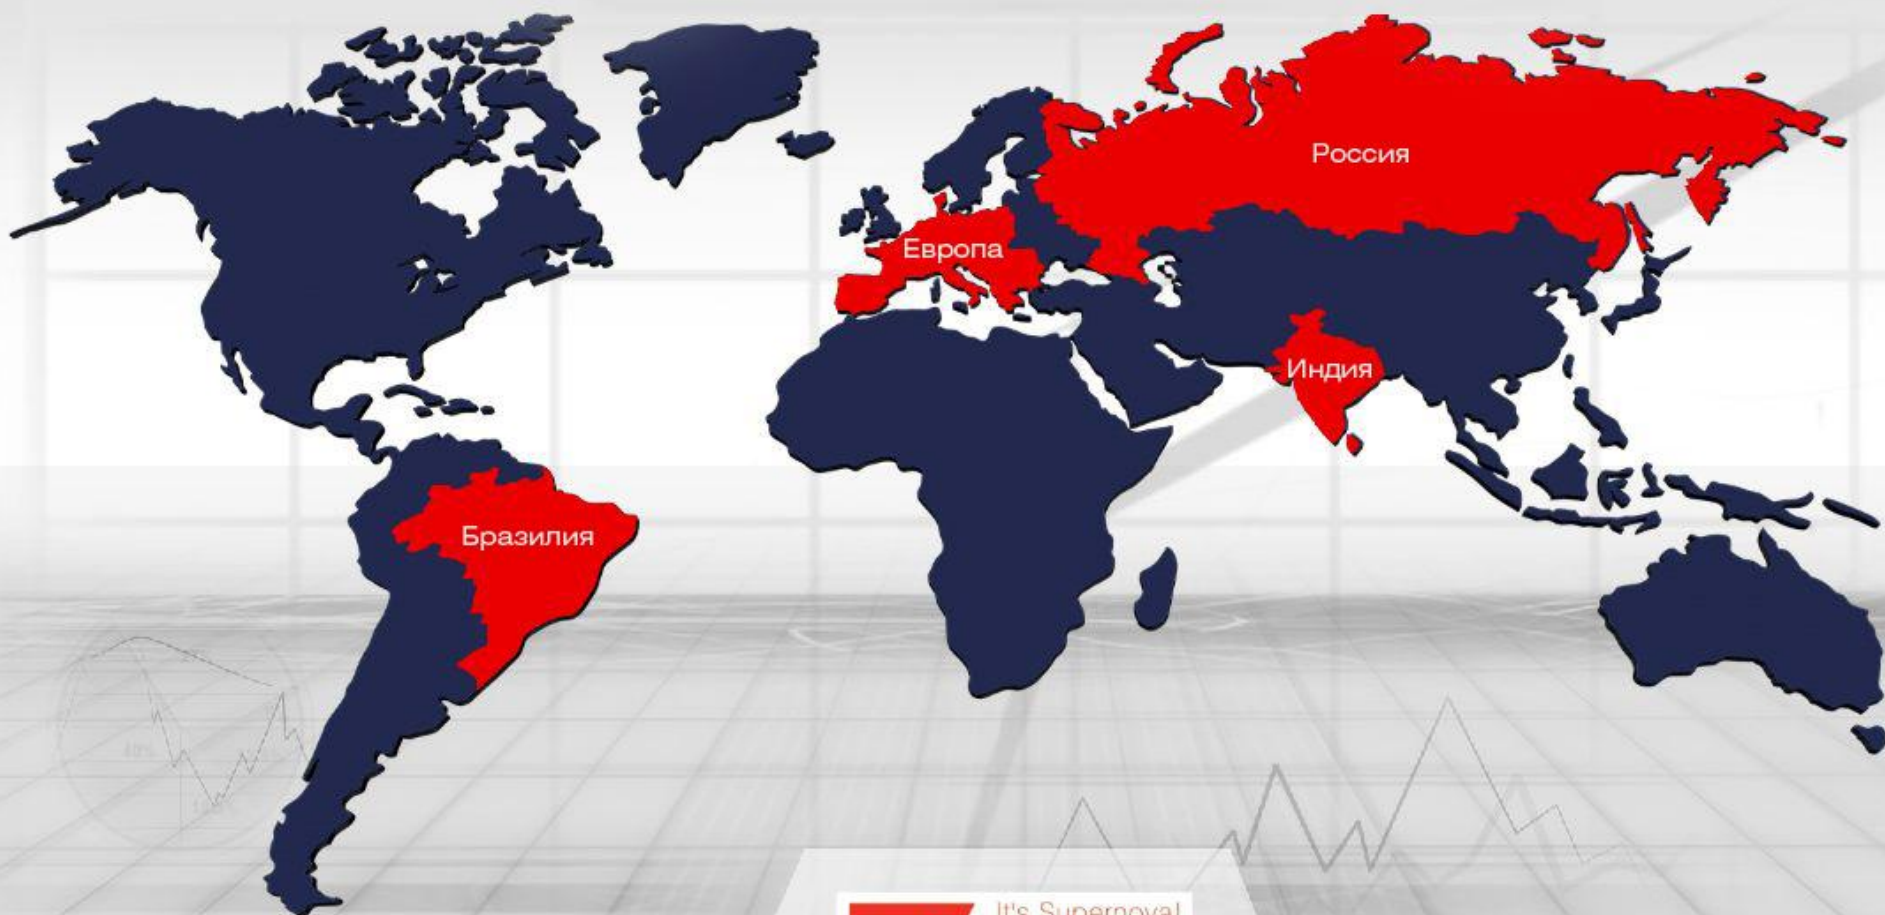 Россия
Европа
Индия
Бразилия
It's Supernova!